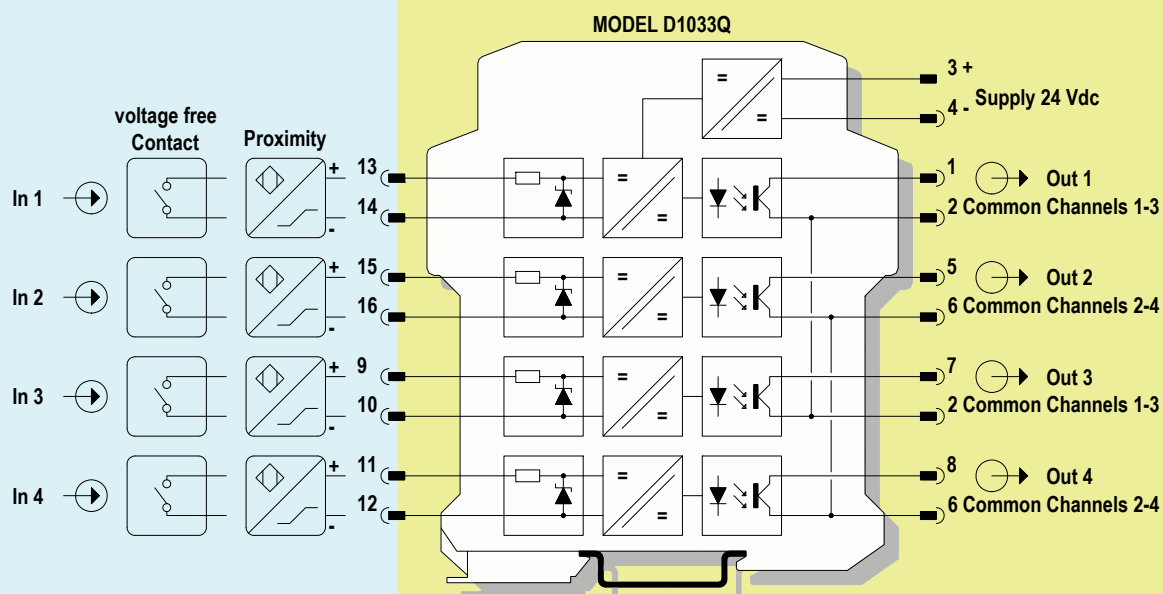 MODEL D1033Q
3 +
4 -
Supply 24 Vdc
voltage free
Contact
Proximity
In 1
+
13
14
-
=
=
=
=
1
Out 1
2 Common Channels 1-3
In 2
+
15
16
-
=
=
5
Out 2
6 Common Channels 2-4
In 3
+
9
10
-
=
=
7
Out 3
2 Common Channels 1-3
In 4
+
11
12
-
=
=
8
Out 4
6 Common Channels 2-4